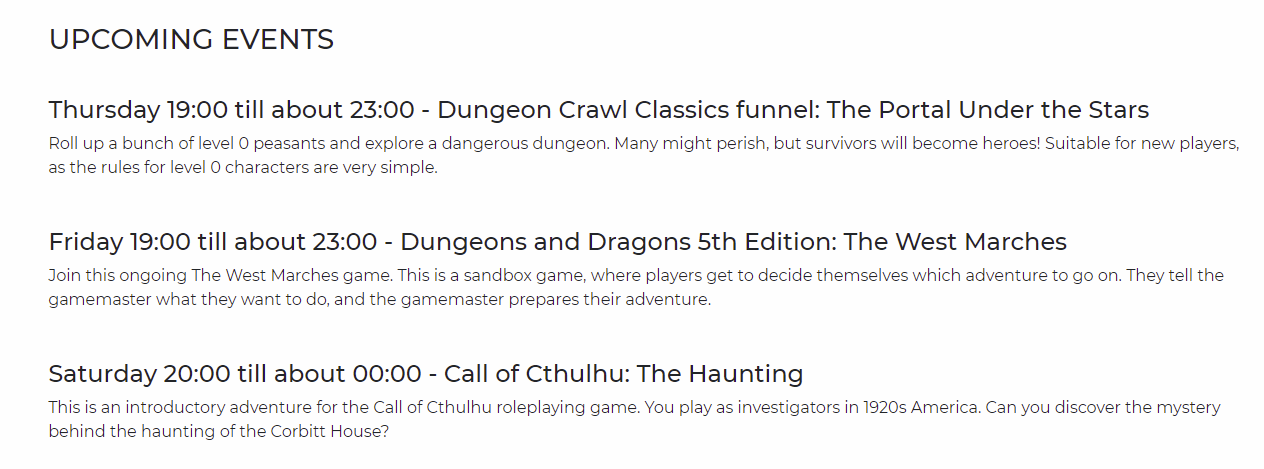 UPCOMING EVENTS
Thursday 19:00 till about 23:00 - Dungeon Crawl Classics funnel: The Portal Under the Stars
Roll up a bunch of level 0 peasants and explore a dangerous dungeon. Many might perish, but survivors will become heroes! Suitable for new players,
as the rules for level 0 characters are very simple.
Friday 19:00 till about 23:00 - Dungeons and Dragons 5th Edition: The West Marches
Join this ongoing The West Marches game. This is a sandbox game, where players get to decide themselves which adventure to go on. They tell the
gamemaster what they want to do, and the gamemaster prepares their adventure.
Saturday 20:00 till about 00:00 - Call of Cthulhu: The Haunting
This is an introductory adventure for the Call of Cthulhu roleplaying game. You play as investigators in 1920s America. Can you discover the mystery
behind the haunting of the Corbitt House?